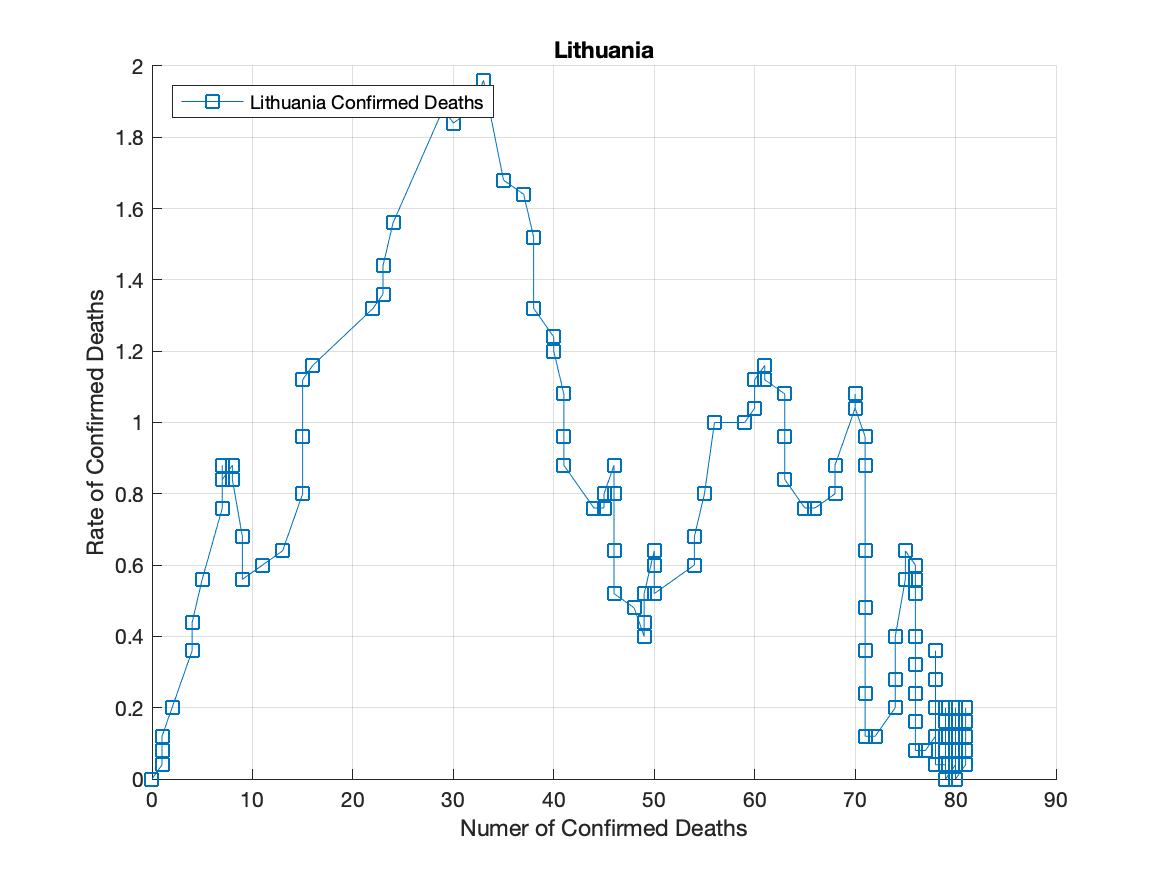 Lithuania
Lithuania Confirmed Deaths
2
1.8
1.6
1.4
1.2
1
0.8
0.6
0.4
0.2
0
Rate of Confirmed Deaths
0 10 20 30 40 50 60 70 80 90
Numer of Confirmed Deaths